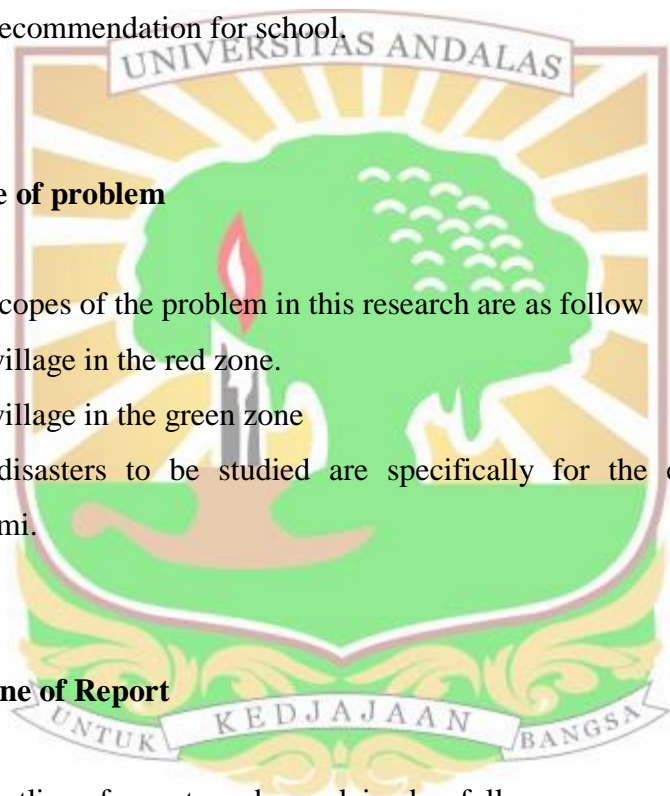 ecommendation for school.
UNIVERSITAS ANDALAS
e of problem
copes of the problem in this research are as follow
village in the red zone.
village in the green zone
disasters to be studied are specifically for the
mi.
ne of Report
UNTUK KEDJAJAAN BANGSA